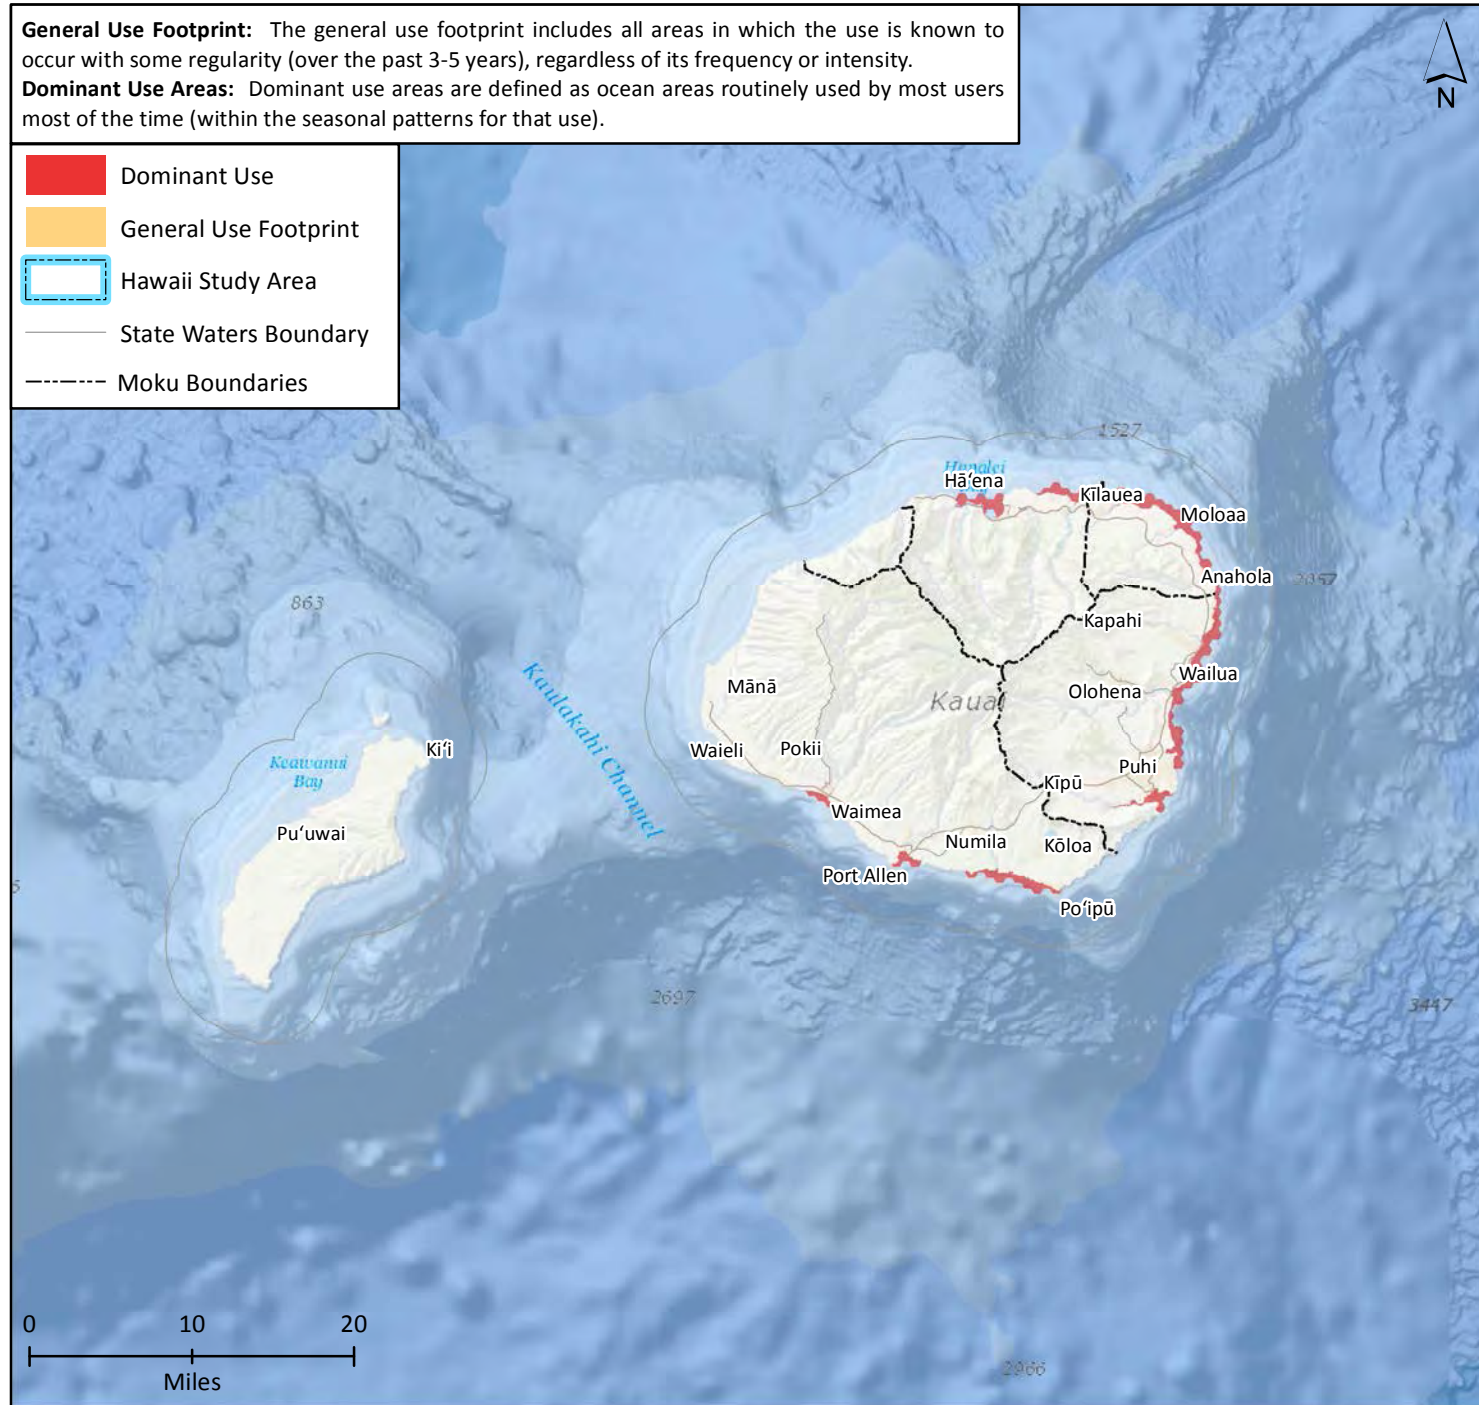 General Use Footprint: The general use footprint includes all areas in which the use is known to
occur with some regularity (over the past 3-5 years), regardless of its frequency or intensity.
Dominant Use Areas: Dominant use areas are defined as ocean areas routinely used by most users
most of the time (within the seasonal patterns for that use).
N
Dominant Use
General Use Footprint
Hawaii Study Area
State Waters Boundary
Moku Boundaries
1527
Hanalei
Hāʻena
Kīlauea
Moloaa
Anahola
2057
863
Kapahi
Kaulakahi Channel
Wailua
Mānā
Olohena
Kauai
Kiʻi
Waieli
Pokii
Keawanui
Bay
Puhi
Kīpū
Waimea
Puʻuwai
Numila
Kōloa
Port Allen
Poʻipū
2697
3447
0 10 20
Miles
2966